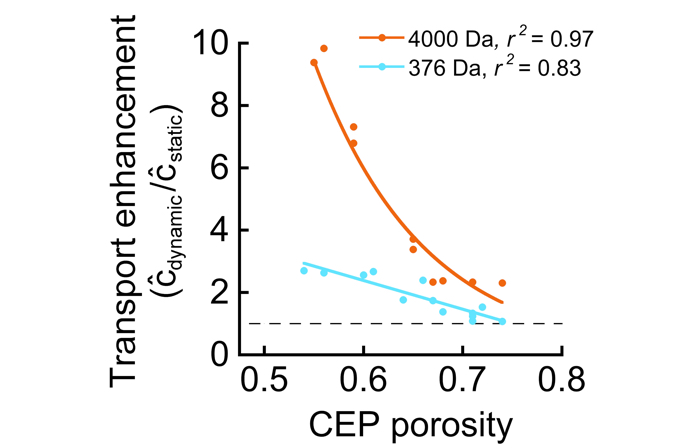 Transport enhancement
(ĉdynamic/ĉstatic)
10
8
6
4
2
0
4000 Da, r² = 0.97
376 Da, r² = 0.83
0.5 0.6 0.7 0.8
CEP porosity